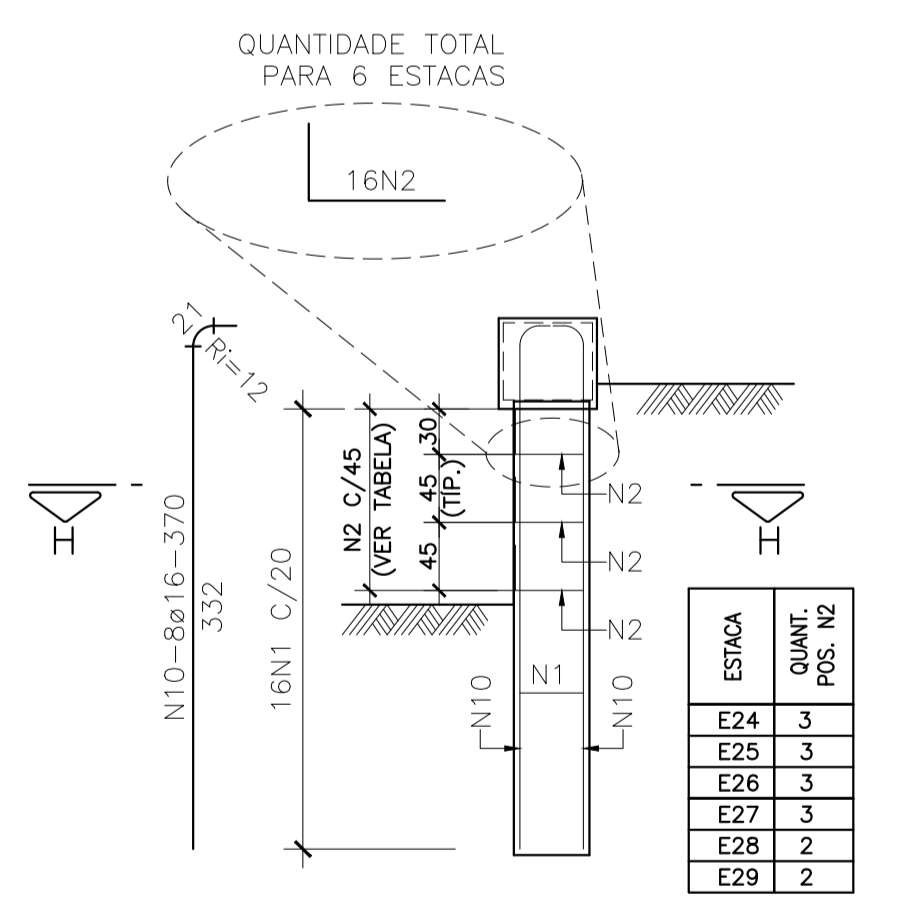 QUANTIDADE TOTAL
PARA 6 ESTACAS
16N2
21
Ri=12
N10-8ø16-370
332
16N1 C/20
N2 C/45
(VER TABELA)
30
45
(TÍP.)
45
N2
N2
N2
N1
N10
N10
H
H
ESTACA QUANT. POS. N2
E24 3
E25 3
E26 3
E27 3
E28 2
E29 2